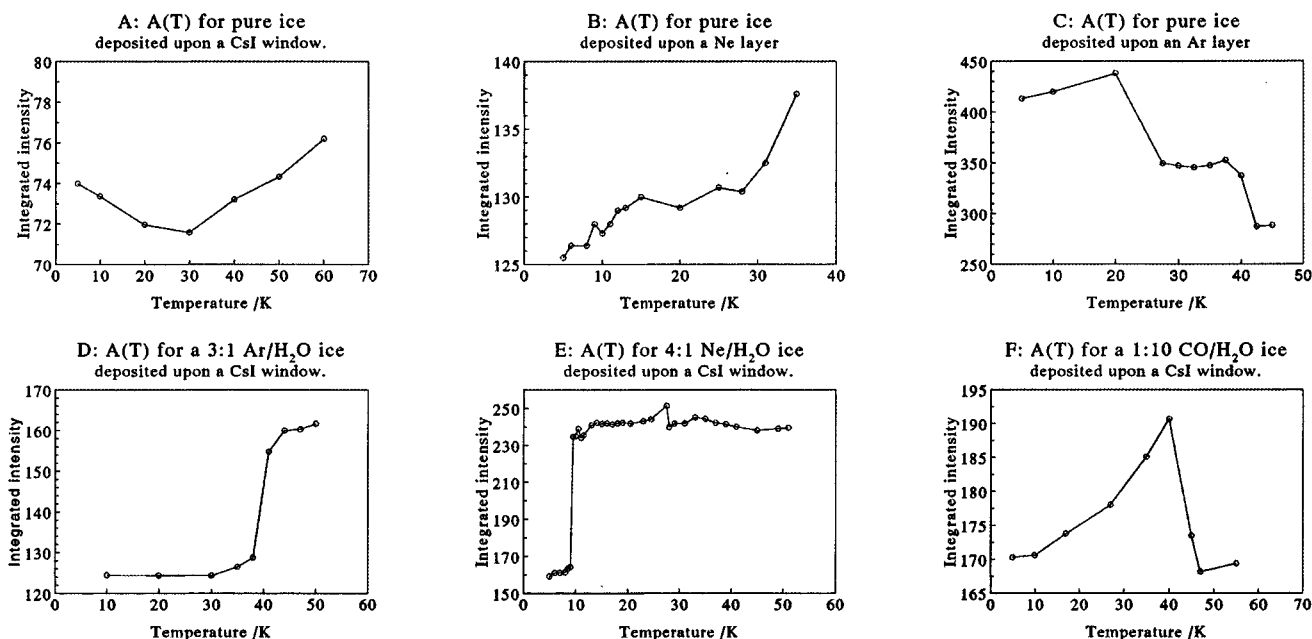 A: A(T) for pure ice
deposited upon a CsI window.
80
78
76
74
72
70
0 10 20 30 40 50 60 70
Integrated intensity
Temperature /K
B: A(T) for pure ice
deposited upon a Ne layer
140
135
130
125
0 10 20 30 40
Integrated intensity
Temperature /K
C: A(T) for pure ice
deposited upon an Ar layer
450
400
350
300
250
0 10 20 30 40 50
Integrated Intensity
Temperature /K
D: A(T) for a 3:1 Ar/H₂O ice
deposited upon a CsI window.
170
160
150
140
130
120
0 10 20 30 40 50 60
Integrated intensity
Temperature /K
E: A(T) for 4:1 Ne/H₂O ice
deposited upon a CsI window.
250
230
210
190
170
150
0 10 20 30 40 50 60
Integrated intensity
Temperature /K
F: A(T) for a 1:10 CO/H₂O ice
deposited upon a CsI window.
195
190
185
180
175
170
165
0 10 20 30 40 50 60 70
Integrated intensity
Temperature /K